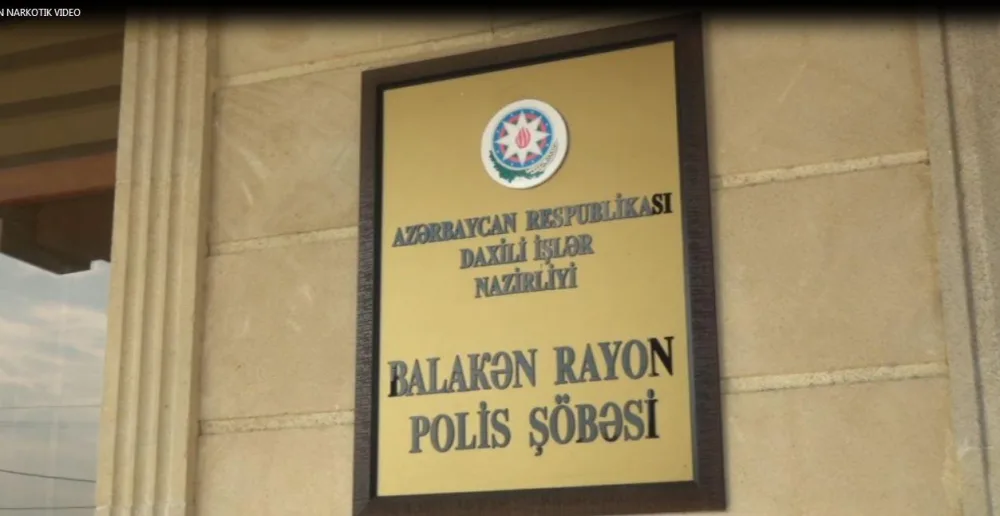 N NARKOTIK VIDEO
AZƏRBAYCAN RESPUBLİKASI
DAXİLİ İŞLƏR
NAZİRLİYİ
BALAKƏN RAYON
POLİS ŞÖBƏSİ